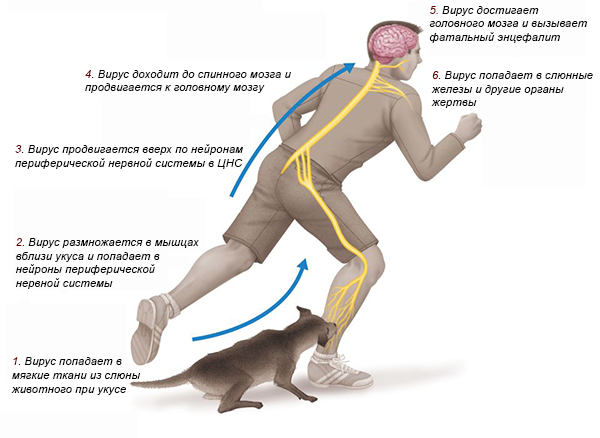 1. Вирус попадает в
мягкие ткани из слюны
животного при укусе
2. Вирус размножается в мышцах
вблизи укуса и попадает в
нейроны периферической
нервной системы
3. Вирус продвигается вверх по нейронам
периферической нервной системы в ЦНС
4. Вирус доходит до спинного мозга и
продвигается к головному мозгу
5. Вирус достигает
головного мозга и вызывает
фатальный энцефалит
6. Вирус попадает в слюнные
железы и другие органы
жертвы